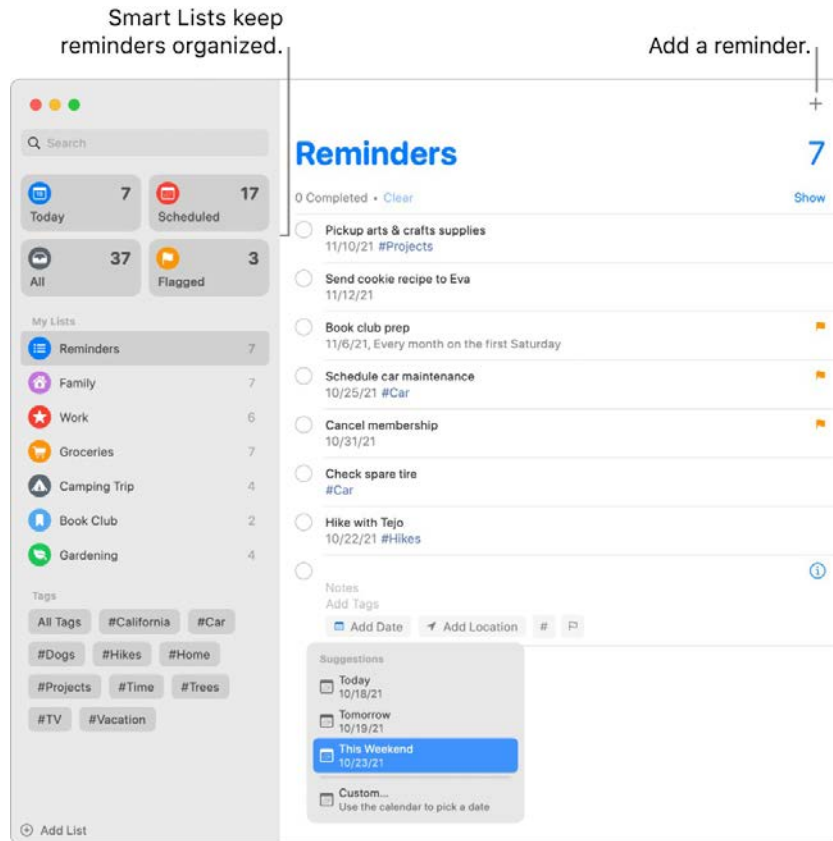 Smart Lists keep
reminders organized.
Add a reminder.
Search
7
Today
17
Scheduled
37
All
3
Flagged
My Lists
Reminders 7
Family 7
Work 6
Groceries 7
Camping Trip 4
Book Club 2
Gardening 4
Tags
All Tags #California #Car
#Dogs #Hikes #Home
#Projects #Time #Trees
#TV #Vacation
Add List
+
Reminders 7
0 Completed • Clear Show
Pickup arts & crafts supplies
11/10/21 #Projects
Send cookie recipe to Eva
11/12/21
Book club prep
11/6/21, Every month on the first Saturday
Schedule car maintenance
10/25/21 #Car
Cancel membership
10/31/21
Check spare tire
#Car
Hike with Tejo
10/22/21 #Hikes
Notes
Add Tags
Add Date Add Location #
Suggestions
Today
10/18/21
Tomorrow
10/19/21
This Weekend
10/23/21
Custom...
Use the calendar to pick a date